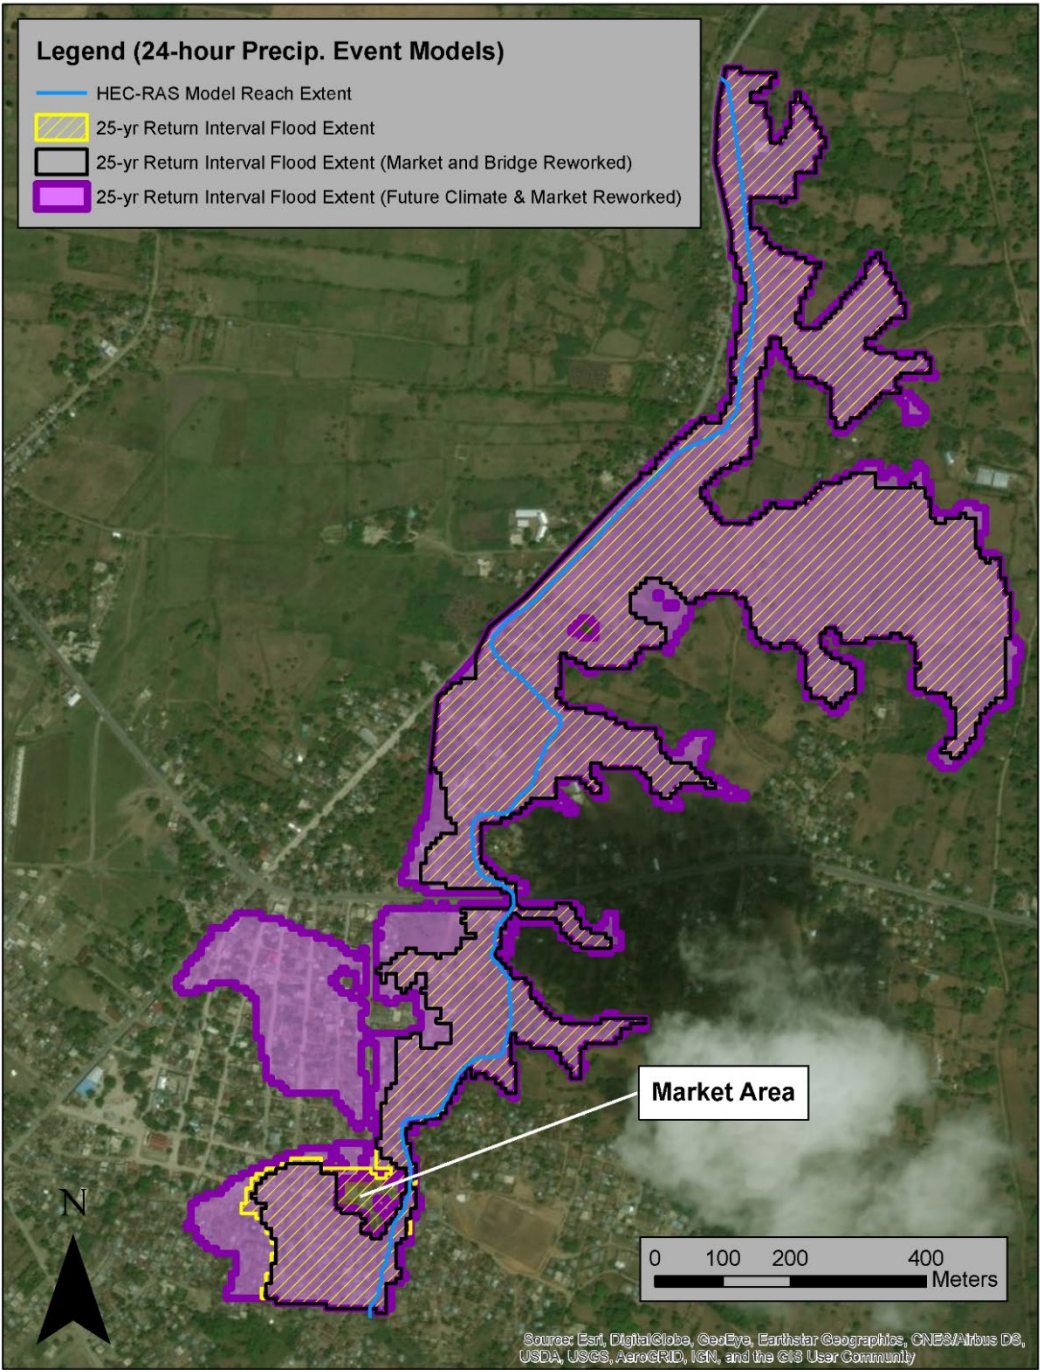 Legend (24-hour Precip. Event Models)
HEC-RAS Model Reach Extent
25-yr Return Interval Flood Extent
25-yr Return Interval Flood Extent (Market and Bridge Reworked)
25-yr Return Interval Flood Extent (Future Climate & Market Reworked)
Market Area
N
0 100 200 400
Meters
Source: Esri, DigitalGlobe, GeoEye, Earthstar Geographics, CNES/Airbus DS,
USDA, USGS, AeroGRID, IGN, and the GIS User Community